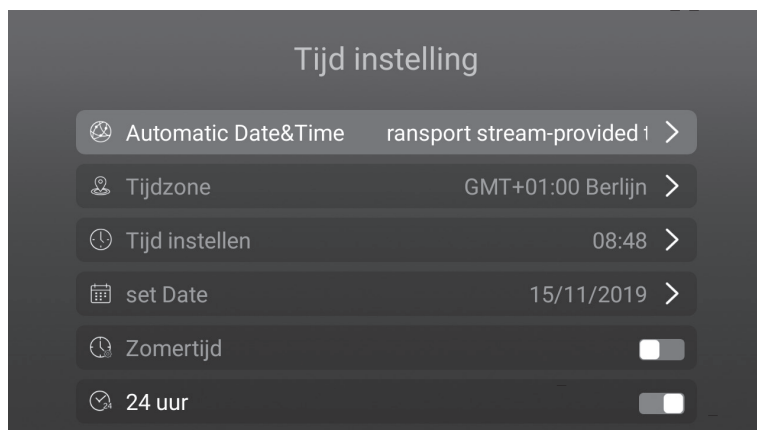 Tijd instelling
Automatic Date&Time ransport stream-provided
Tijdzone GMT+01:00 Berlijn
Tijd instellen 08:48
set Date 15/11/2019
Zomertijd
24 uur